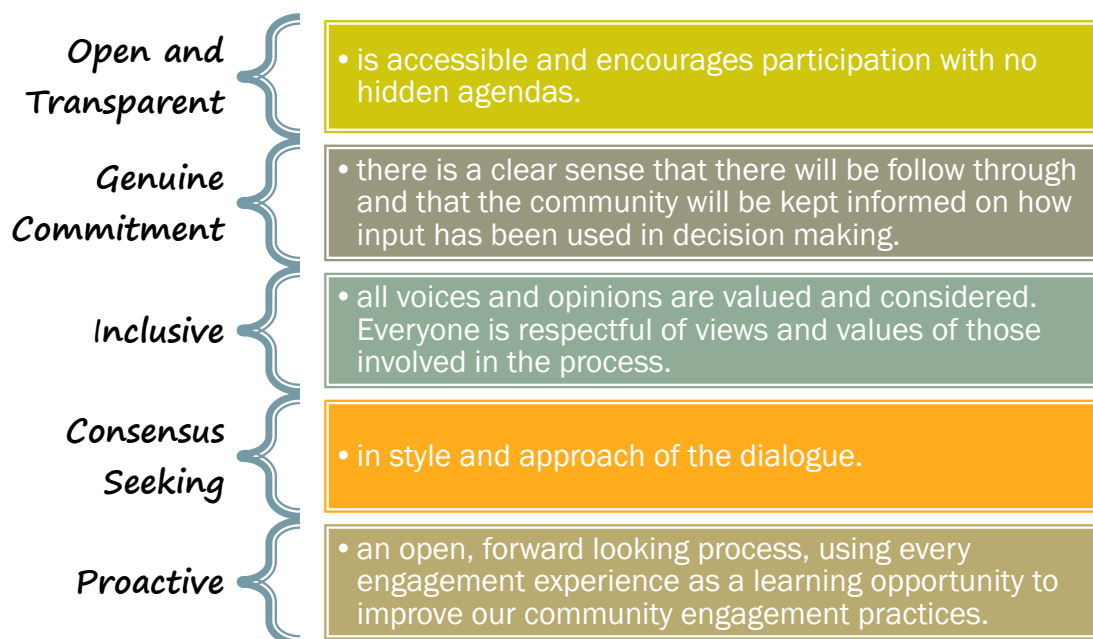 Open and
Transparent
• is accessible and encourages participation with no
hidden agendas.
Genuine
Commitment
• there is a clear sense that there will be follow through
and that the community will be kept informed on how
input has been used in decision making.
Inclusive
• all voices and opinions are valued and considered.
Everyone is respectful of views and values of those
involved in the process.
Consensus
Seeking
• in style and approach of the dialogue.
Proactive
• an open, forward looking process, using every
engagement experience as a learning opportunity to
improve our community engagement practices.